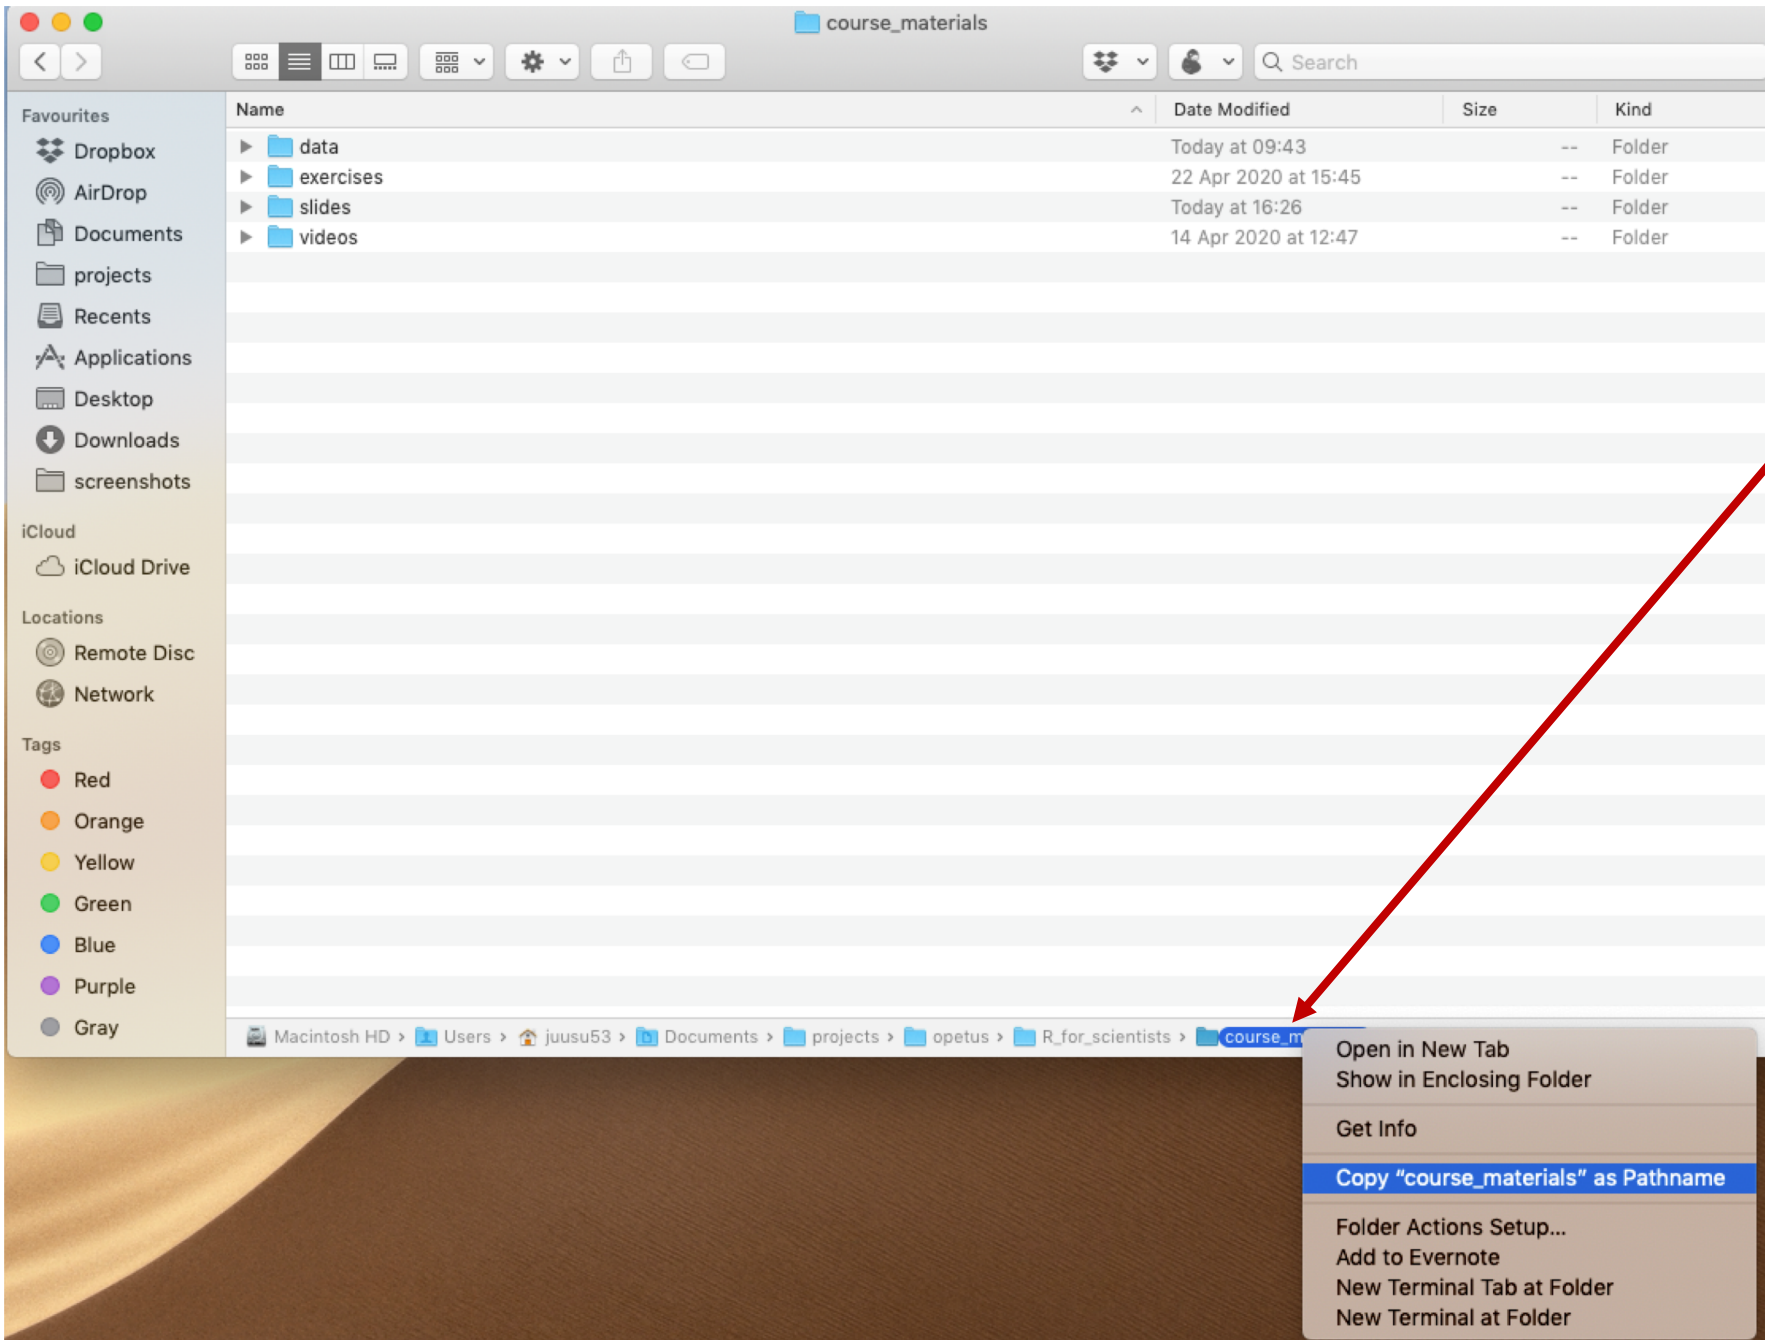 course_materials
Search
Favourites
Dropbox
AirDrop
Documents
projects
Recents
Applications
Desktop
Downloads
screenshots
iCloud
iCloud Drive
Locations
Remote Disc
Network
Tags
Red
Orange
Yellow
Green
Blue
Purple
Gray
Name Date Modified Size Kind
data Today at 09:43 -- Folder
exercises 22 Apr 2020 at 15:45 -- Folder
slides Today at 16:26 -- Folder
videos 14 Apr 2020 at 12:47 -- Folder
Macintosh HD › Users › juusu53 › Documents › projects › opetus › R_for_scientists › course_m
Open in New Tab
Show in Enclosing Folder
Get Info
Copy “course_materials” as Pathname
Folder Actions Setup...
Add to Evernote
New Terminal Tab at Folder
New Terminal at Folder